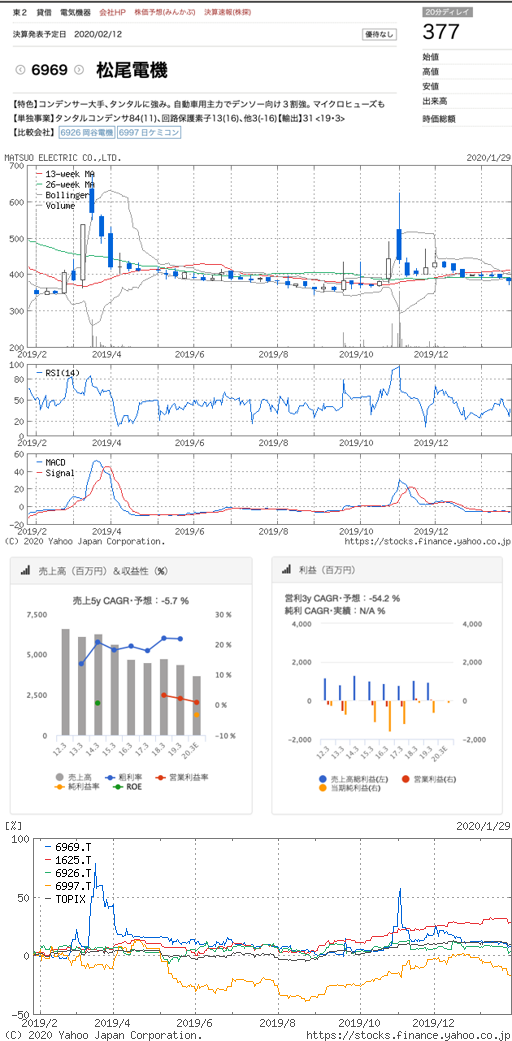 東2 貸借 電気機器 会社HP 株価予想(みんかぶ) 決算速報(株探)
20分ディレイ
決算発表予定日 2020/02/12
優待なし
377
6969 松尾電機
始値
高値
安値
出来高
時価総額
【特色】コンデンサー大手、タンタルに強み。自動車用主力でデンソー向け3割強。マイクロヒューズも
【単独事業】タンタルコンデンサ84(11)、回路保護素子13(16)、他3(-16)【輸出】31 <19・3>
【比較会社】 6926 岡谷電機 6997 日ケミコン
MATSUO ELECTRIC CO.,LTD. 2020/1/29
700
600
500
400
300
200
13-week MA
26-week MA
Bollinger
Volume
2019/2 2019/4 2019/6 2019/8 2019/10 2019/12
100
80
50
20
0
RSI(14)
2019/2 2019/4 2019/6 2019/8 2019/10 2019/12
60
40
20
0
-20
MACD
Signal
2019/2 2019/4 2019/6 2019/8 2019/10 2019/12
(C) 2020 Yahoo Japan Corporation. https://stocks.finance.yahoo.co.jp
売上高（百万円）＆収益性（%）
売上5y CAGR・予想： -5.7 %
7,500
5,000
2,500
0
30 %
20 %
10 %
0 %
-10 %
12.3 13.3 14.3 15.3 16.3 17.3 18.3 19.3 20.3E
売上高 粗利率 営業利益率
純利益率 ROE
利益（百万円）
営利3y CAGR・予想： -54.2 %
純利 CAGR・実績： N/A %
4,000
2,000
0
-2,000
4,000
2,000
0
-2,000
12.3 13.3 14.3 15.3 16.3 17.3 18.3 19.3 20.3E
売上高総利益(左) 営業利益(右)
当期純利益(右)
[%] 2020/1/29
100
50
0
-50
6969.T
1625.T
6926.T
6997.T
TOPIX
2019/2 2019/4 2019/6 2019/8 2019/10 2019/12
(C) 2020 Yahoo Japan Corporation. https://stocks.finance.yahoo.co.jp